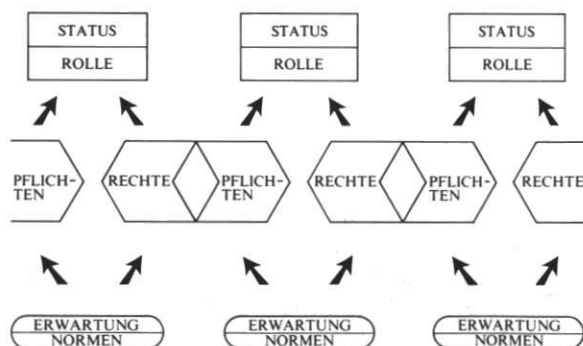 STATUS
ROLLE
STATUS
ROLLE
STATUS
ROLLE
PFLICH-
TEN
RECHTE
PFLICH-
TEN
RECHTE
PFLICH-
TEN
RECHTE
ERWARTUNG
NORMEN
ERWARTUNG
NORMEN
ERWARTUNG
NORMEN